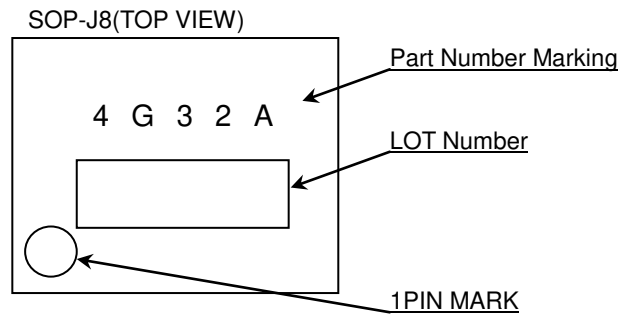 SOP-J8(TOP VIEW)
Part Number Marking
4 G 3 2 A
LOT Number
1PIN MARK